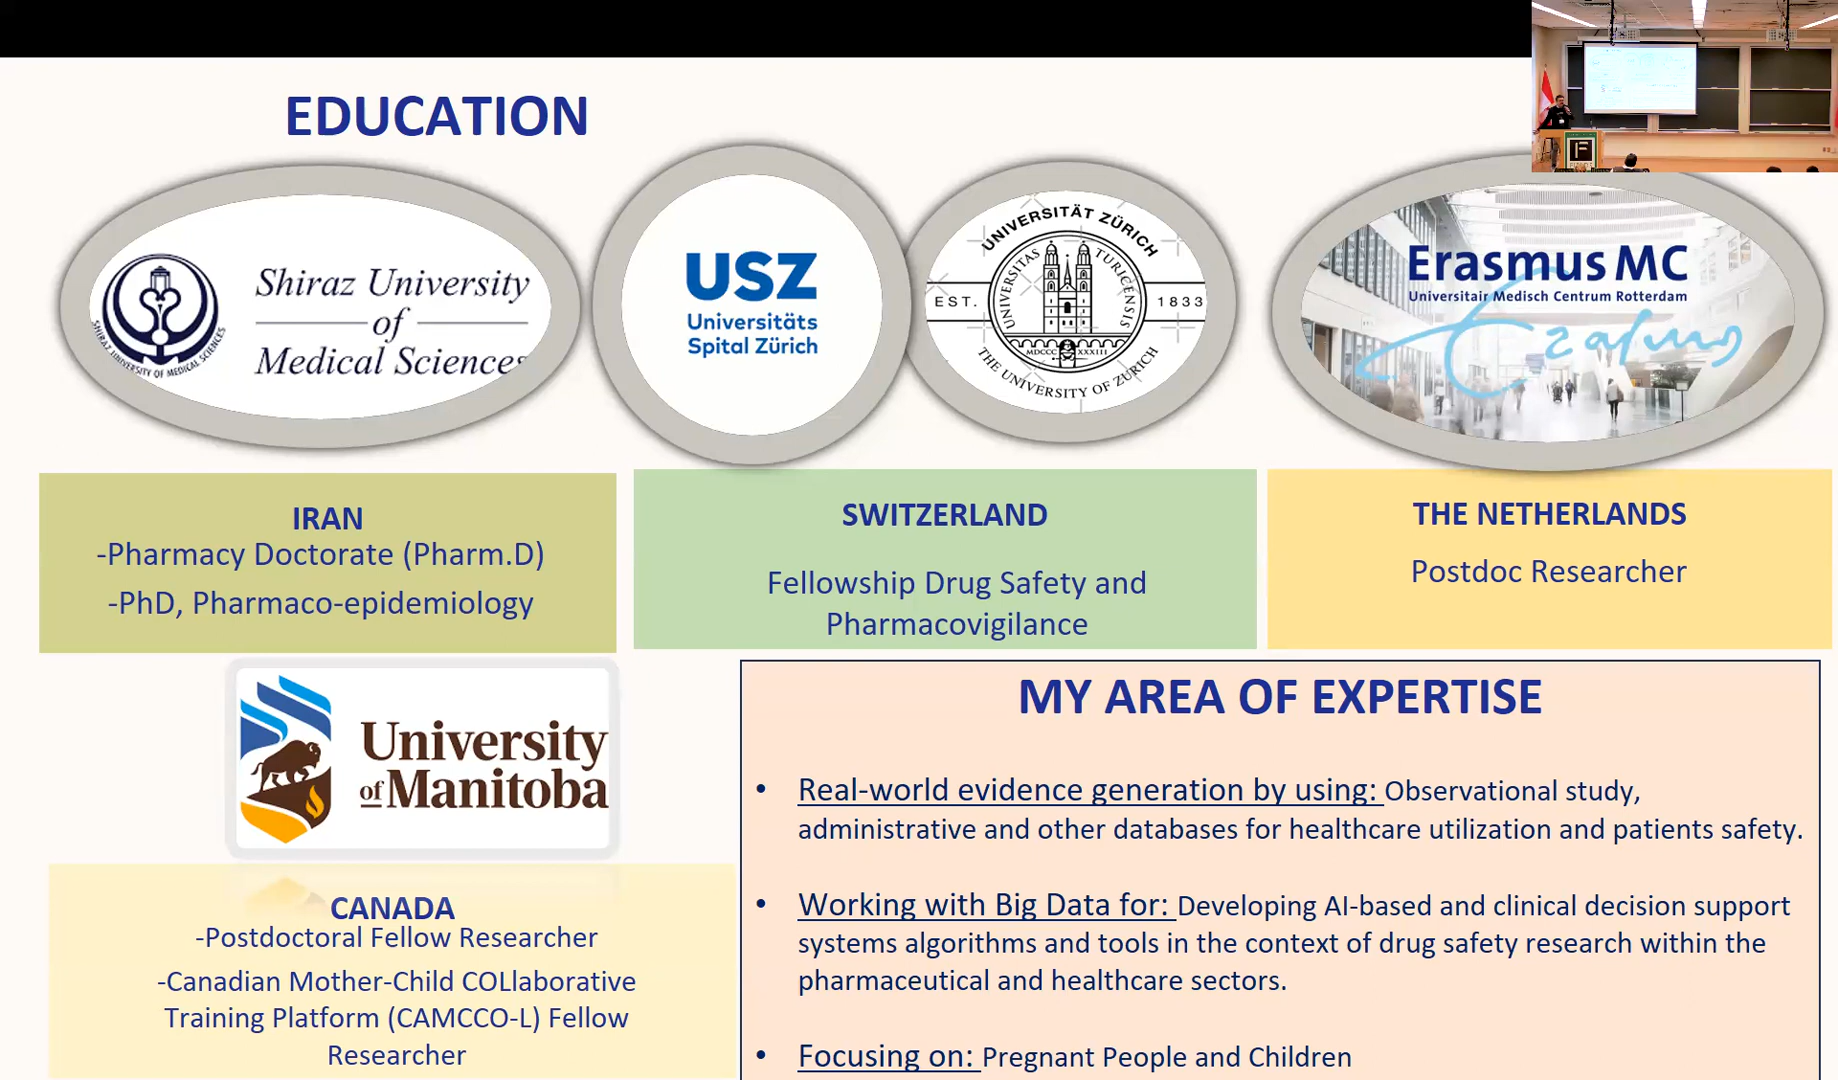 EDUCATION
Shiraz University
of
Medical Sciences
SHIRAZ UNIVERSITY OF MEDICAL SCIENCES
USZ
Universitäts
Spital Zürich
UNIVERSITÄT ZÜRICH
UNIVERSITAS TURICENSIS
EST. 1833
MDCCC XXXIII
THE UNIVERSITY OF ZURICH
Erasmus MC
Universitair Medisch Centrum Rotterdam
Erasmus
IRAN
-Pharmacy Doctorate (Pharm.D)
-PhD, Pharmaco-epidemiology
SWITZERLAND
Fellowship Drug Safety and
Pharmacovigilance
THE NETHERLANDS
Postdoc Researcher
University
of Manitoba
CANADA
-Postdoctoral Fellow Researcher
-Canadian Mother-Child COLlaborative
Training Platform (CAMCCO-L) Fellow
Researcher
MY AREA OF EXPERTISE
• Real-world evidence generation by using: Observational study,
administrative and other databases for healthcare utilization and patients safety.
• Working with Big Data for: Developing AI-based and clinical decision support
systems algorithms and tools in the context of drug safety research within the
pharmaceutical and healthcare sectors.
• Focusing on: Pregnant People and Children